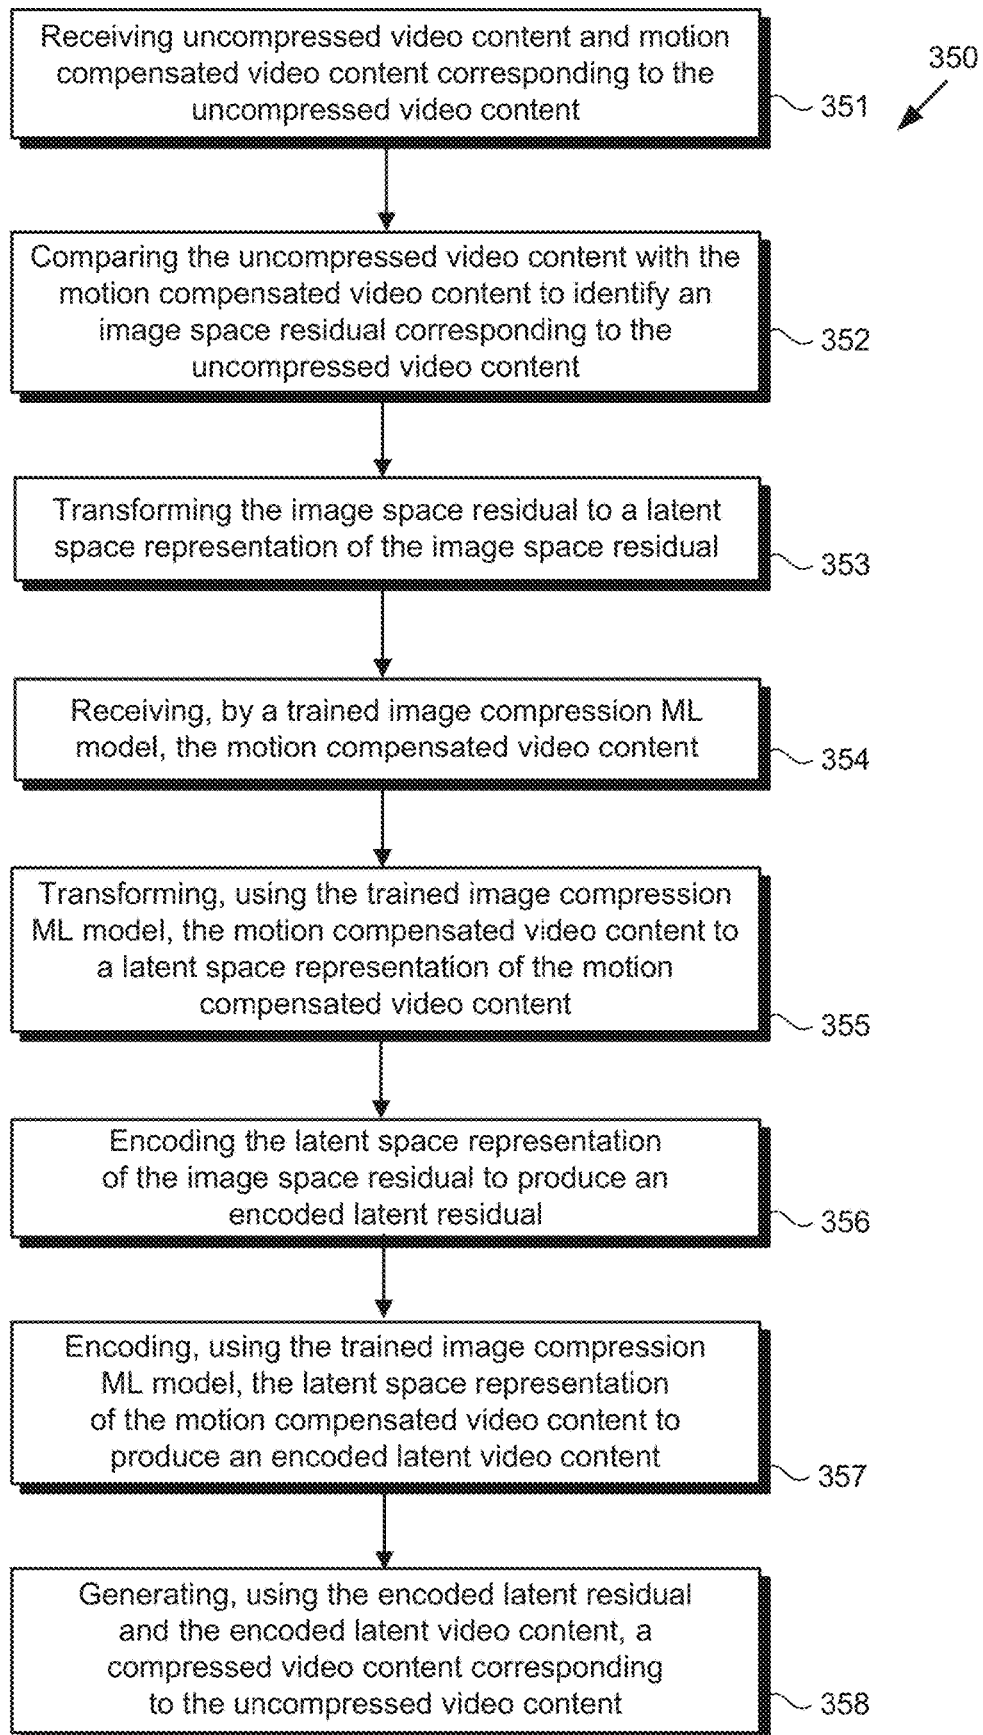 350
Receiving uncompressed video content and motion
compensated video content corresponding to the
uncompressed video content
351
Comparing the uncompressed video content with the
motion compensated video content to identify an
image space residual corresponding to the
uncompressed video content
352
Transforming the image space residual to a latent
space representation of the image space residual
353
Receiving, by a trained image compression ML
model, the motion compensated video content
354
Transforming, using the trained image compression
ML model, the motion compensated video content to
a latent space representation of the motion
compensated video content
355
Encoding the latent space representation
of the image space residual to produce an
encoded latent residual
356
Encoding, using the trained image compression
ML model, the latent space representation
of the motion compensated video content to
produce an encoded latent video content
357
Generating, using the encoded latent residual
and the encoded latent video content, a
compressed video content corresponding
to the uncompressed video content
358